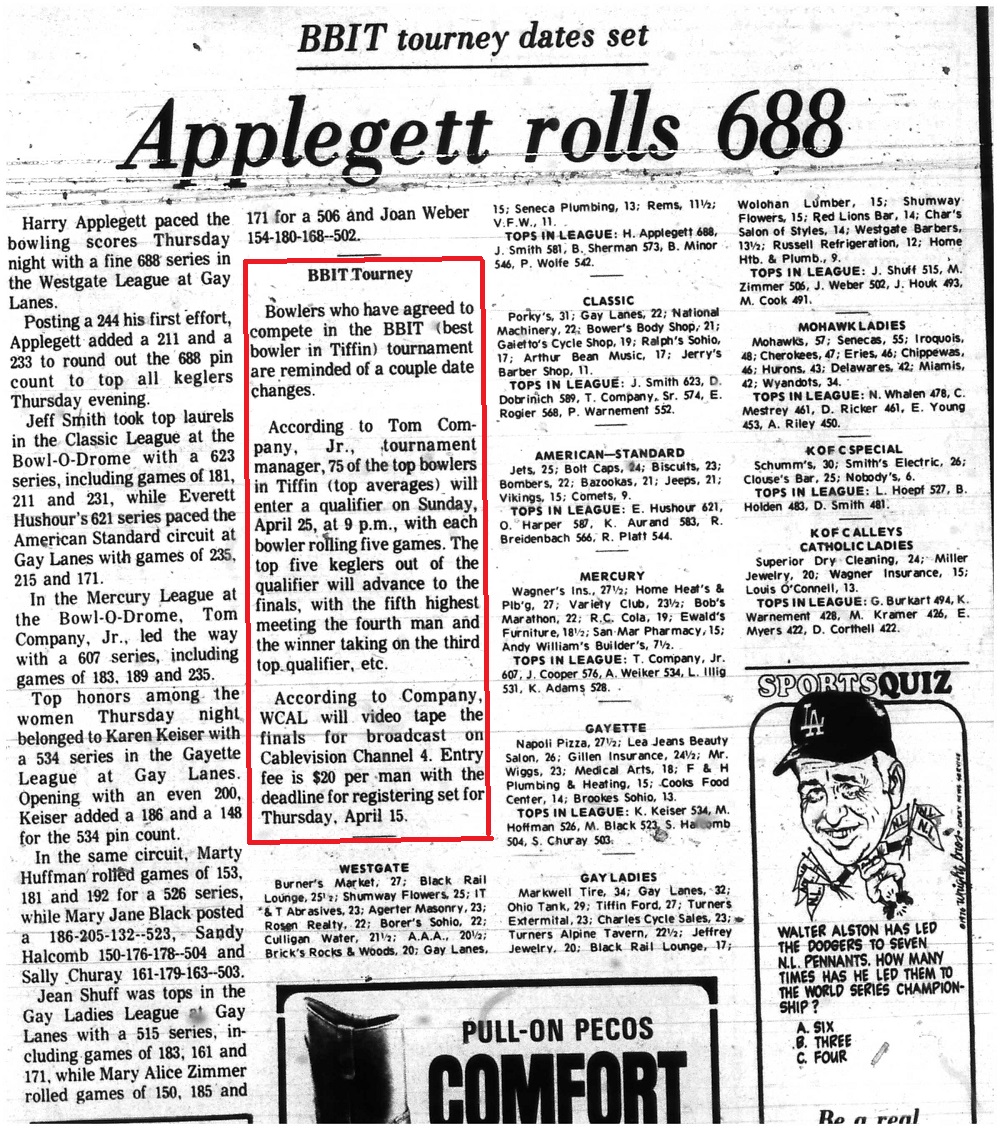 BBIT tourney dates set
Applegett rolls 688
Harry Applegett paced the
bowling scores Thursday
night with a fine 688 series in
the Westgate League at Gay
Lanes.
Posting a 244 his first effort,
Applegett added a 211 and a
233 to round out the 688 pin
count to top all keglers
Thursday evening.
Jeff Smith took top laurels
in the Classic League at the
Bowl-O-Drome with a 623
series, including games of 181,
211 and 231, while Everett
Hushour's 621 series paced the
American Standard circuit at
Gay Lanes with games of 235,
215 and 171.
In the Mercury League at
the Bowl-O-Drome, Tom
Company, Jr., led the way
with a 607 series, including
games of 183, 189 and 235.
Top honors among the
women Thursday night
belonged to Karen Keiser with
a 534 series in the Gayette
League at Gay Lanes.
Opening with an even 200,
Keiser added a 186 and a 148
for the 534 pin count.
In the same circuit, Marty
Huffman rolled games of 153,
181 and 192 for a 526 series,
while Mary Jane Black posted
a 186-205-132--523, Sandy
Halcomb 150-176-178--504 and
Sally Churay 161-179-163--503.
Jean Shuff was tops in the
Gay Ladies League at Gay
Lanes with a 515 series, in-
cluding games of 183, 161 and
171, while Mary Alice Zimmer
rolled games of 150, 185 and
171 for a 506 and Joan Weber
154-180-168--502.
BBIT Tourney
Bowlers who have agreed to
compete in the BBIT (best
bowler in Tiffin) tournament
are reminded of a couple date
changes.
According to Tom Com-
pany, Jr., tournament
manager, 75 of the top bowlers
in Tiffin (top averages) will
enter a qualifier on Sunday,
April 25, at 9 p.m., with each
bowler rolling five games. The
top five keglers out of the
qualifier will advance to the
finals, with the fifth highest
meeting the fourth man and
the winner taking on the third
top qualifier, etc.
According to Company,
WCAL will video tape the
finals for broadcast on
Cablevision Channel 4. Entry
fee is $20 per man with the
deadline for registering set for
Thursday, April 15.
WESTGATE
Burner's Market, 27; Black Rail
Lounge, 25½; Shumway Flowers, 25; IT
& T Abrasives, 23; Agerter Masonry, 23;
Rosen Realty, 22; Borer's Sohio, 22;
Culligan Water, 21½; A.A.A., 20½;
Brick's Rocks & Woods, 20; Gay Lanes,
15; Seneca Plumbing, 13; Rems, 11½;
V.F.W., 11.
TOPS IN LEAGUE: H. Applegett 688,
J. Smith 581, B. Sherman 573, B. Minor
546, P. Wolfe 542.
CLASSIC
Porky's, 31; Gay Lanes, 22; National
Machinery, 22; Bower's Body Shop, 21;
Gaietto's Cycle Shop, 19; Ralph's Sohio,
17; Arthur Bean Music, 17; Jerry's
Barber Shop, 11.
TOPS IN LEAGUE: J. Smith 623, D.
Dobrinich 589, T. Company, Sr. 574, E.
Rogier 568, P. Warnement 552.
AMERICAN—STANDARD
Jets, 25; Bolt Caps, 24; Biscuits, 23;
Bombers, 22; Bazookas, 21; Jeeps, 21;
Vikings, 15; Comets, 9.
TOPS IN LEAGUE: E. Hushour 621,
O. Harper 587, K. Aurand 583, R.
Breidenbach 566, R. Platt 544.
MERCURY
Wagner's Ins., 27½; Home Heat's &
Plb'g, 27; Variety Club, 23½; Bob's
Marathon, 22; R.C. Cola, 19; Ewald's
Furniture, 18½; San-Mar Pharmacy, 15;
Andy William's Builder's, 7½.
TOPS IN LEAGUE: T. Company, Jr.
607, J. Cooper 576, A. Weiker 534, L. Illig
531, K. Adams 528.
GAYETTE
Napoli Pizza, 27½; Lea Jeans Beauty
Salon, 26; Gillen Insurance, 24½; Mr.
Wiggs, 23; Medical Arts, 18; F & H
Plumbing & Heating, 15; Cooks Food
Center, 14; Brookes Sohio, 13.
TOPS IN LEAGUE: K. Keiser 534, M.
Hoffman 526, M. Black 523, S. Halcomb
504, S. Churay 503.
GAY LADIES
Markwell Tire, 34; Gay Lanes, 32;
Ohio Tank, 29; Tiffin Ford, 27; Turners
Extermital, 23; Charles Cycle Sales, 23;
Turners Alpine Tavern, 22½; Jeffrey
Jewelry, 20; Black Rail Lounge, 17;
Wolohan Lumber, 15; Shumway
Flowers, 15; Red Lions Bar, 14; Char's
Salon of Styles, 14; Westgate Barbers,
13½; Russell Refrigeration, 12; Home
Htb. & Plumb., 9.
TOPS IN LEAGUE: J. Shuff 515, M.
Zimmer 506, J. Weber 502, J. Houk 493,
M. Cook 491.
MOHAWK LADIES
Mohawks, 57; Senecas, 55; Iroquois,
48; Cherokees, 47; Eries, 46; Chippewas,
46; Hurons, 43; Delawares, 42; Miamis,
42; Wyandots, 34.
TOPS IN LEAGUE: N. Whalen 478, C.
Mestrey 461, D. Ricker 461, E. Young
453, A. Riley 450.
K OF C SPECIAL
Schumm's, 30; Smith's Electric, 26;
Clouse's Bar, 25; Nobody's, 6.
TOPS IN LEAGUE: L. Hoepf 527, B.
Holden 483, D. Smith 481.
K OF C ALLEYS
CATHOLIC LADIES
Superior Dry Cleaning, 24; Miller
Jewelry, 20; Wagner Insurance, 15;
Louis O'Connell, 13.
TOPS IN LEAGUE: G. Burkart 494, K.
Warnement 428, M. Kramer 426, E.
Myers 422, D. Corthell 422.
SPORTS QUIZ
LA
N.L.
N.L.
N.L.
WALTER ALSTON HAS LED
THE DODGERS TO SEVEN
N.L. PENNANTS. HOW MANY
TIMES HAS HE LED THEM TO
THE WORLD SERIES CHAMPION-
SHIP?
A. SIX
B. THREE
C. FOUR
PULL-ON PECOS
COMFORT
Be a real